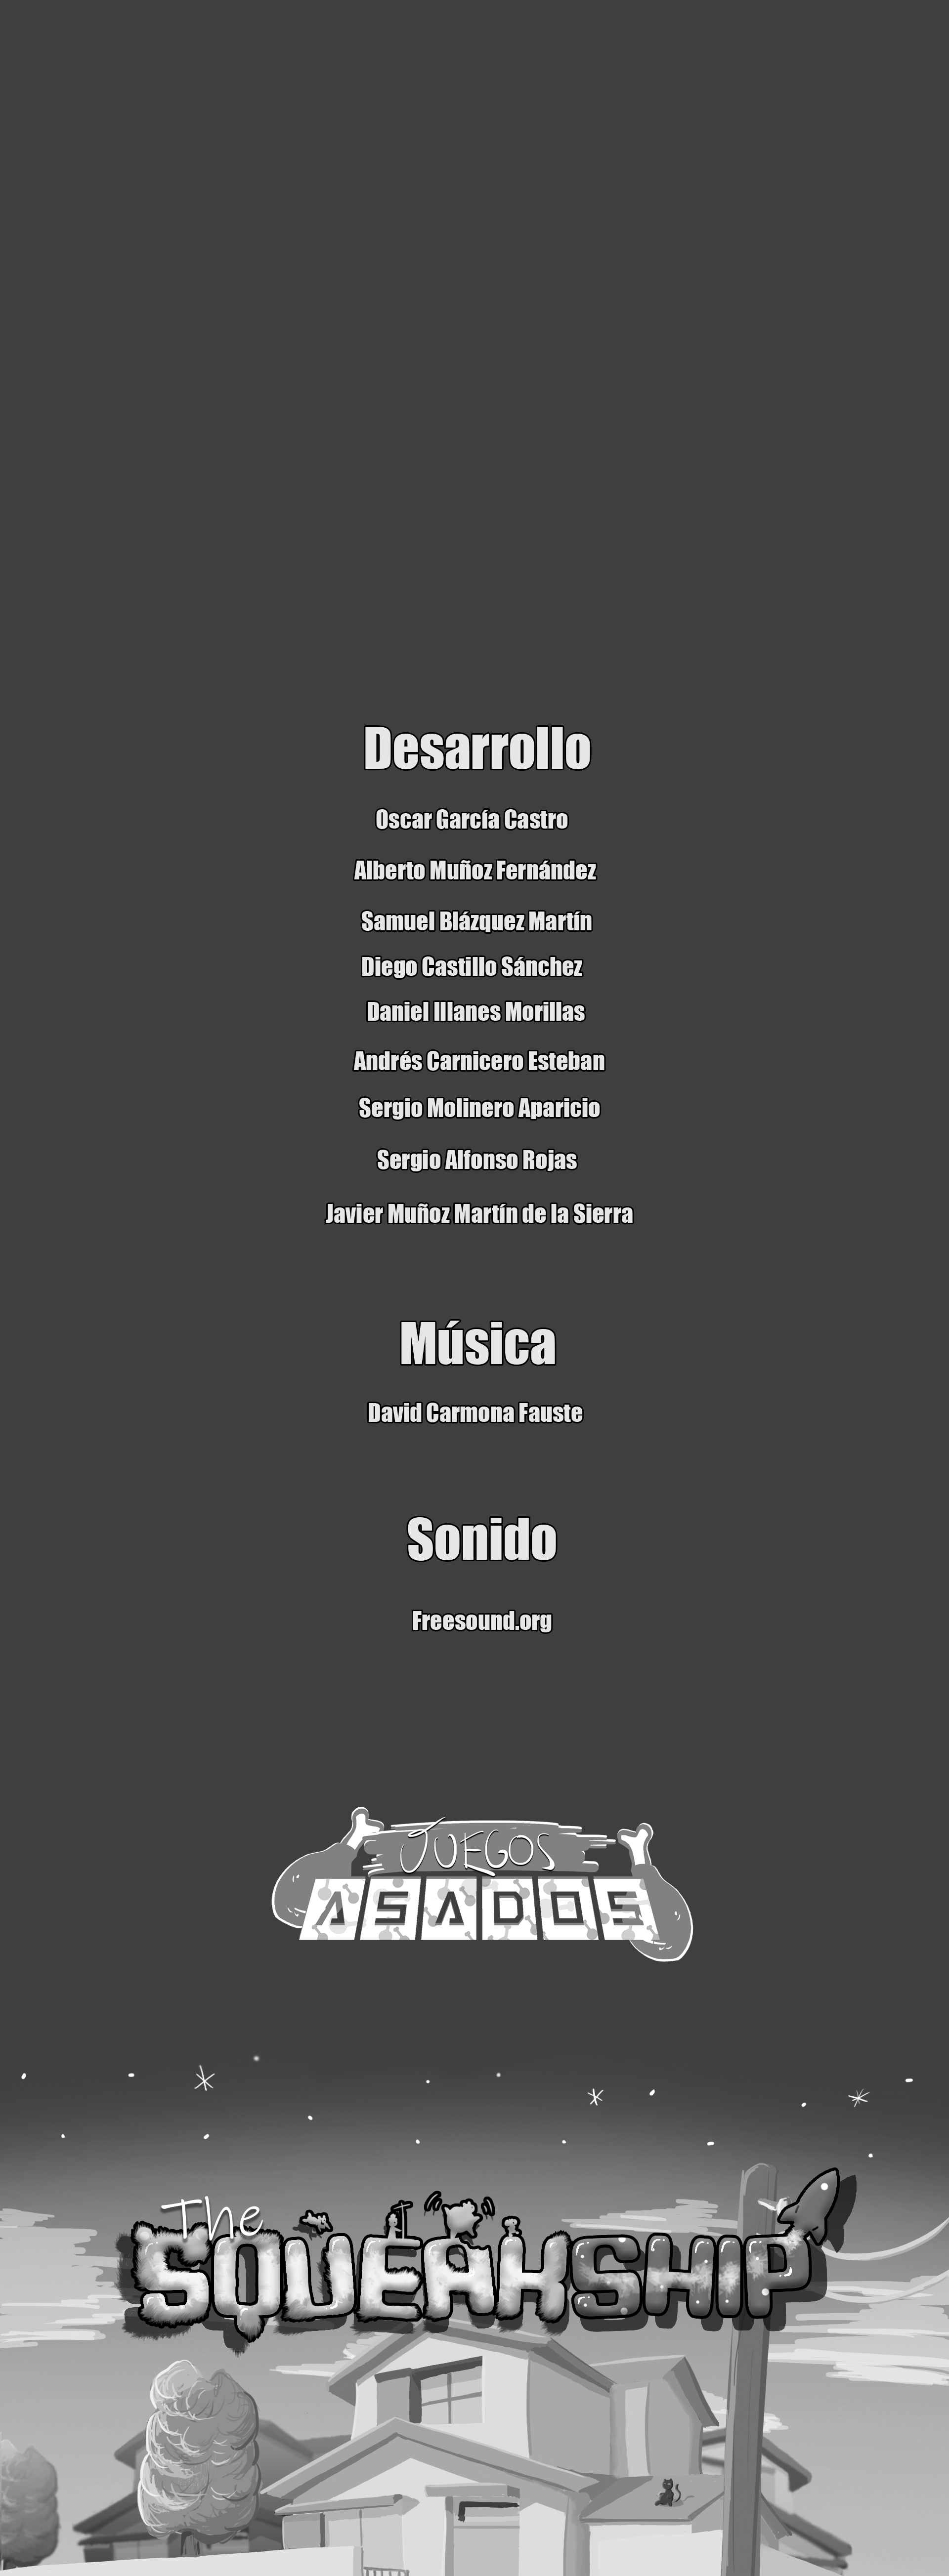 Desarrollo
Oscar García Castro
Alberto Muñoz Fernández
Samuel Blázquez Martín
Diego Castillo Sánchez
Daniel Illanes Morillas
Andrés Carnicero Esteban
Sergio Molinero Aparicio
Sergio Alfonso Rojas
Javier Muñoz Martín de la Sierra
Música
David Carmona Fauste
Sonido
Freesound.org
JUEGOS
ASADOS
The
SQUEAKSHIP